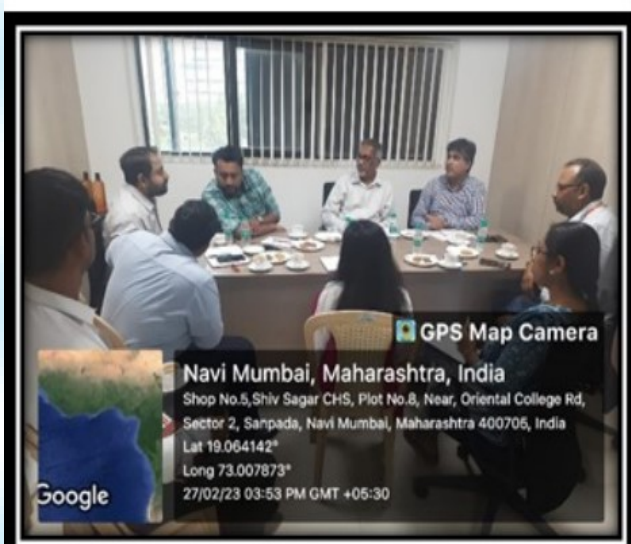 GPS Map Camera
Navi Mumbai, Maharashtra, India
Shop No.5,Shiv Sagar CHS, Plot No.8, Near, Oriental College Rd,
Sector 2, Sanpada, Navi Mumbai, Maharashtra 400705, India
Lat 19.064142°
Long 73.007873°
27/02/23 03:53 PM GMT +05:30
Google